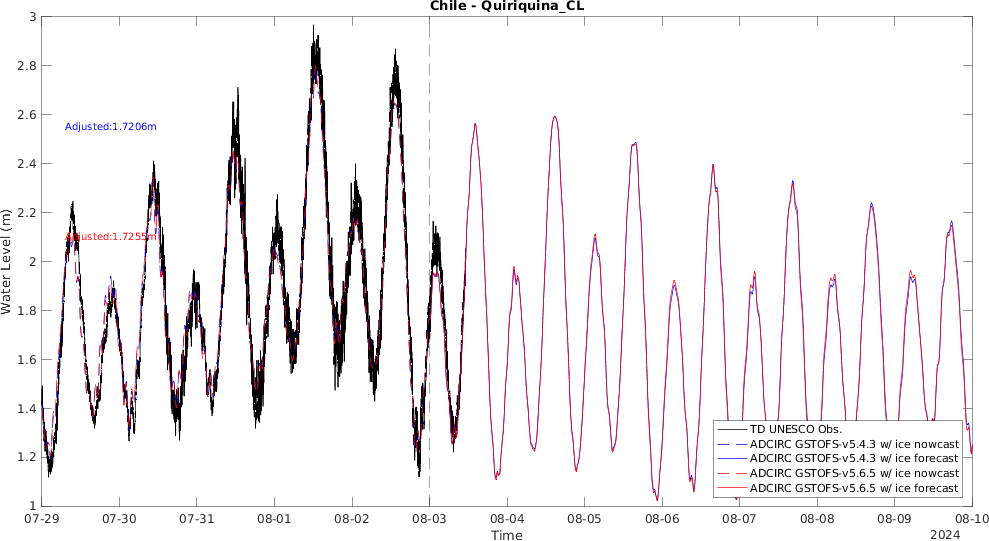 Chile - Quiriquina_CL
3
2.8
2.6
2.4
2.2
2
1.8
1.6
1.4
1.2
1
Water Level (m)
Adjusted:1.7206m
Adjusted:1.7255m
TD UNESCO Obs.
ADCIRC GSTOFS-v5.4.3 w/ ice nowcast
ADCIRC GSTOFS-v5.4.3 w/ ice forecast
ADCIRC GSTOFS-v5.6.5 w/ ice nowcast
ADCIRC GSTOFS-v5.6.5 w/ ice forecast
07-29 07-30 07-31 08-01 08-02 08-03 08-04 08-05 08-06 08-07 08-08 08-09 08-10
Time
2024